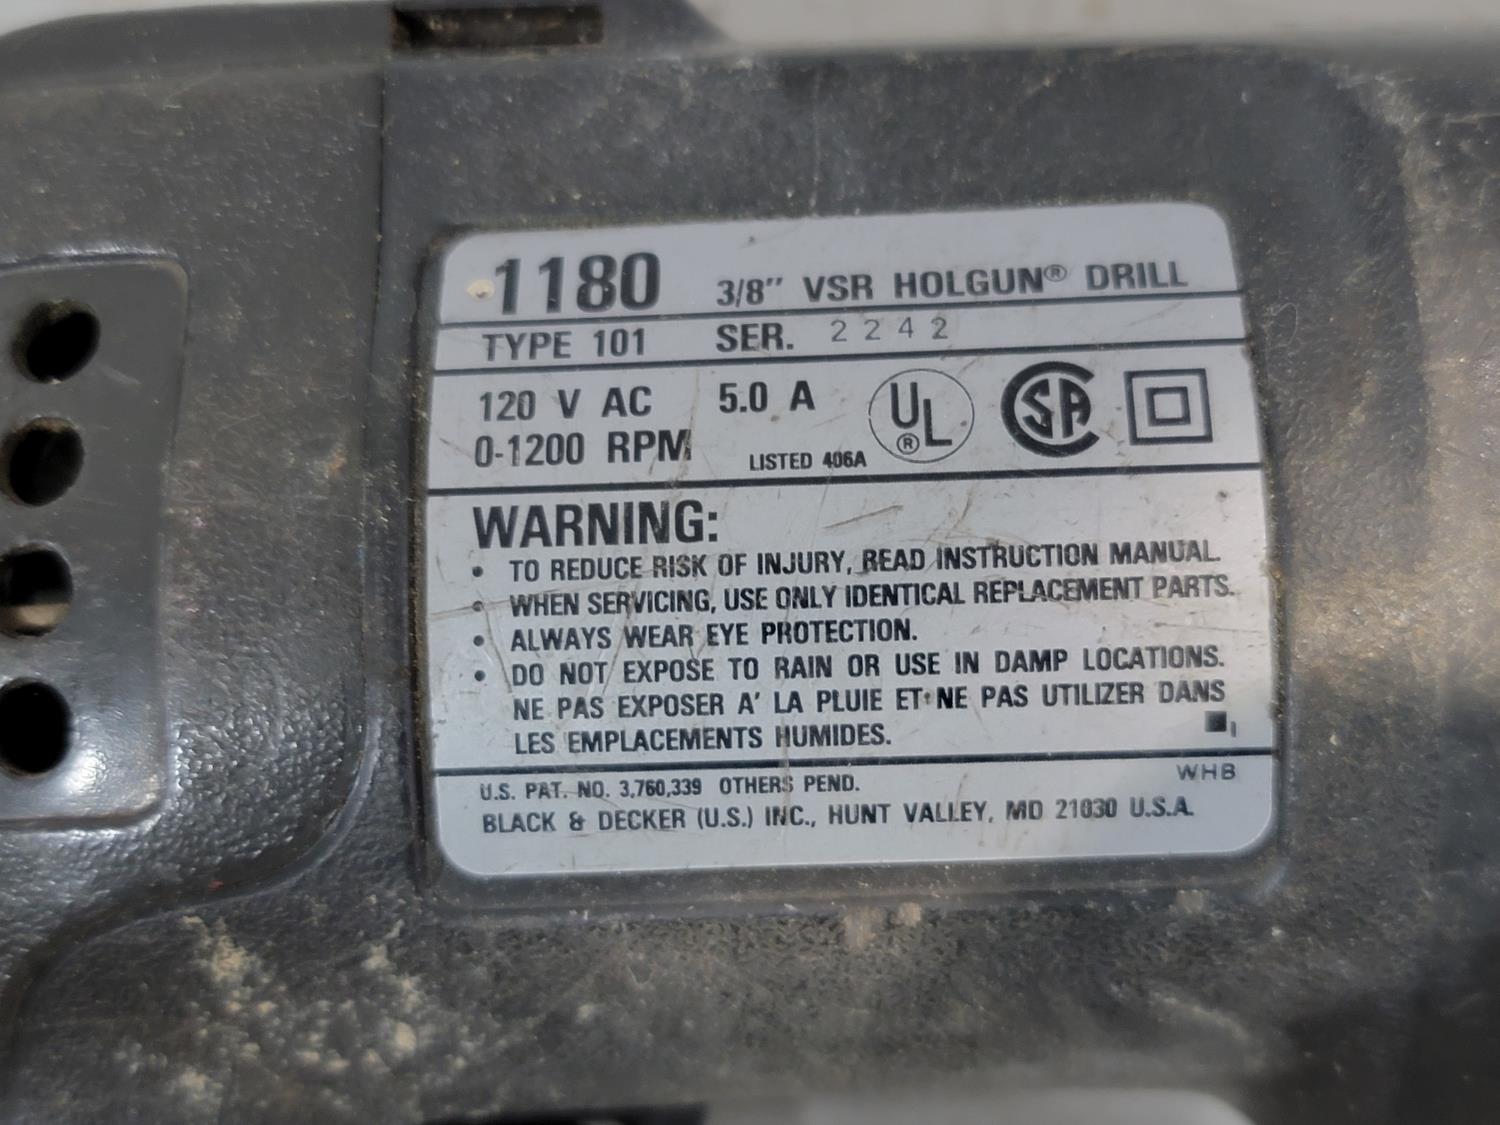 1180 3/8" VSR HOLGUN® DRILL
TYPE 101 SER. 2242
120 V AC 5.0 A
0-1200 RPM LISTED 406A UL® CSA
WARNING:
• TO REDUCE RISK OF INJURY, READ INSTRUCTION MANUAL.
• WHEN SERVICING, USE ONLY IDENTICAL REPLACEMENT PARTS.
• ALWAYS WEAR EYE PROTECTION.
• DO NOT EXPOSE TO RAIN OR USE IN DAMP LOCATIONS.
NE PAS EXPOSER A' LA PLUIE ET NE PAS UTILIZER DANS
LES EMPLACEMENTS HUMIDES.
U.S. PAT. NO. 3,760,339 OTHERS PEND. WHB
BLACK & DECKER (U.S.) INC., HUNT VALLEY, MD 21030 U.S.A.